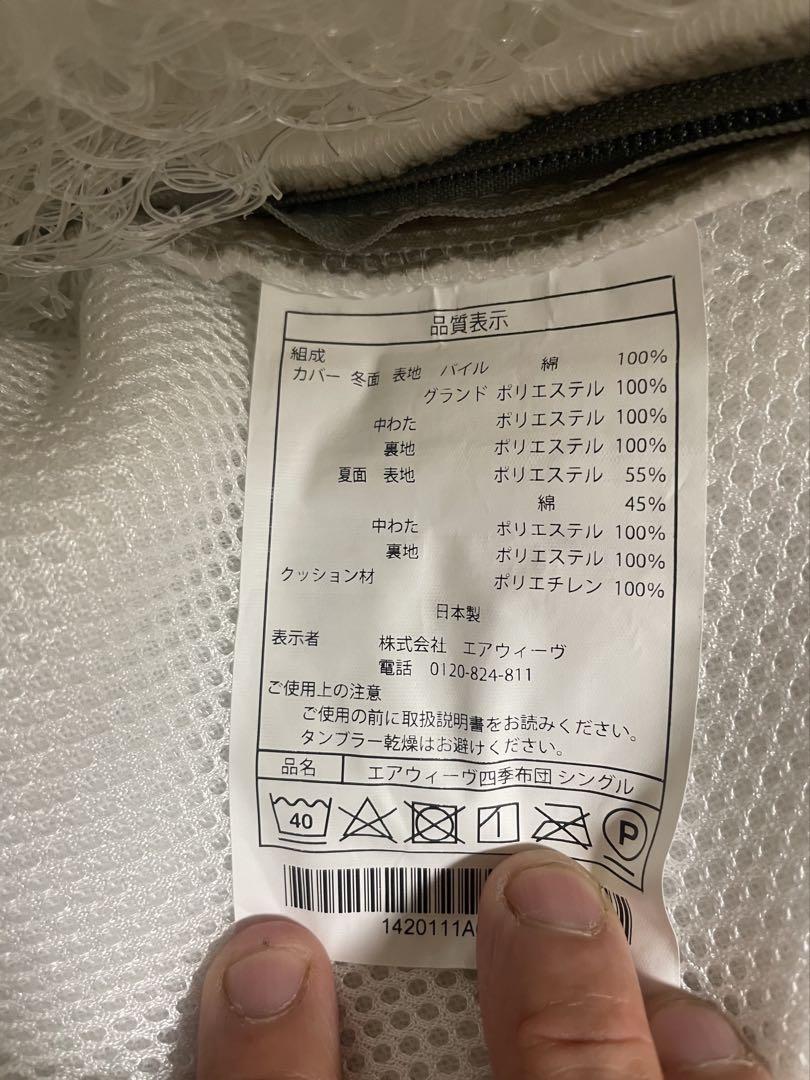 品質表示
組成
カバー 冬面 表地 パイル 綿 100%
グランド ポリエステル 100%
中わた ポリエステル 100%
裏地 ポリエステル 100%
夏面 表地 ポリエステル 55%
綿 45%
中わた ポリエステル 100%
裏地 ポリエステル 100%
クッション材 ポリエチレン 100%
日本製
表示者 株式会社 エアウィーヴ
電話 0120-824-811
ご使用上の注意
ご使用の前に取扱説明書をお読みください。
タンブラー乾燥はお避けください。
品名 エアウィーヴ四季布団 シングル
40 P
1420111A